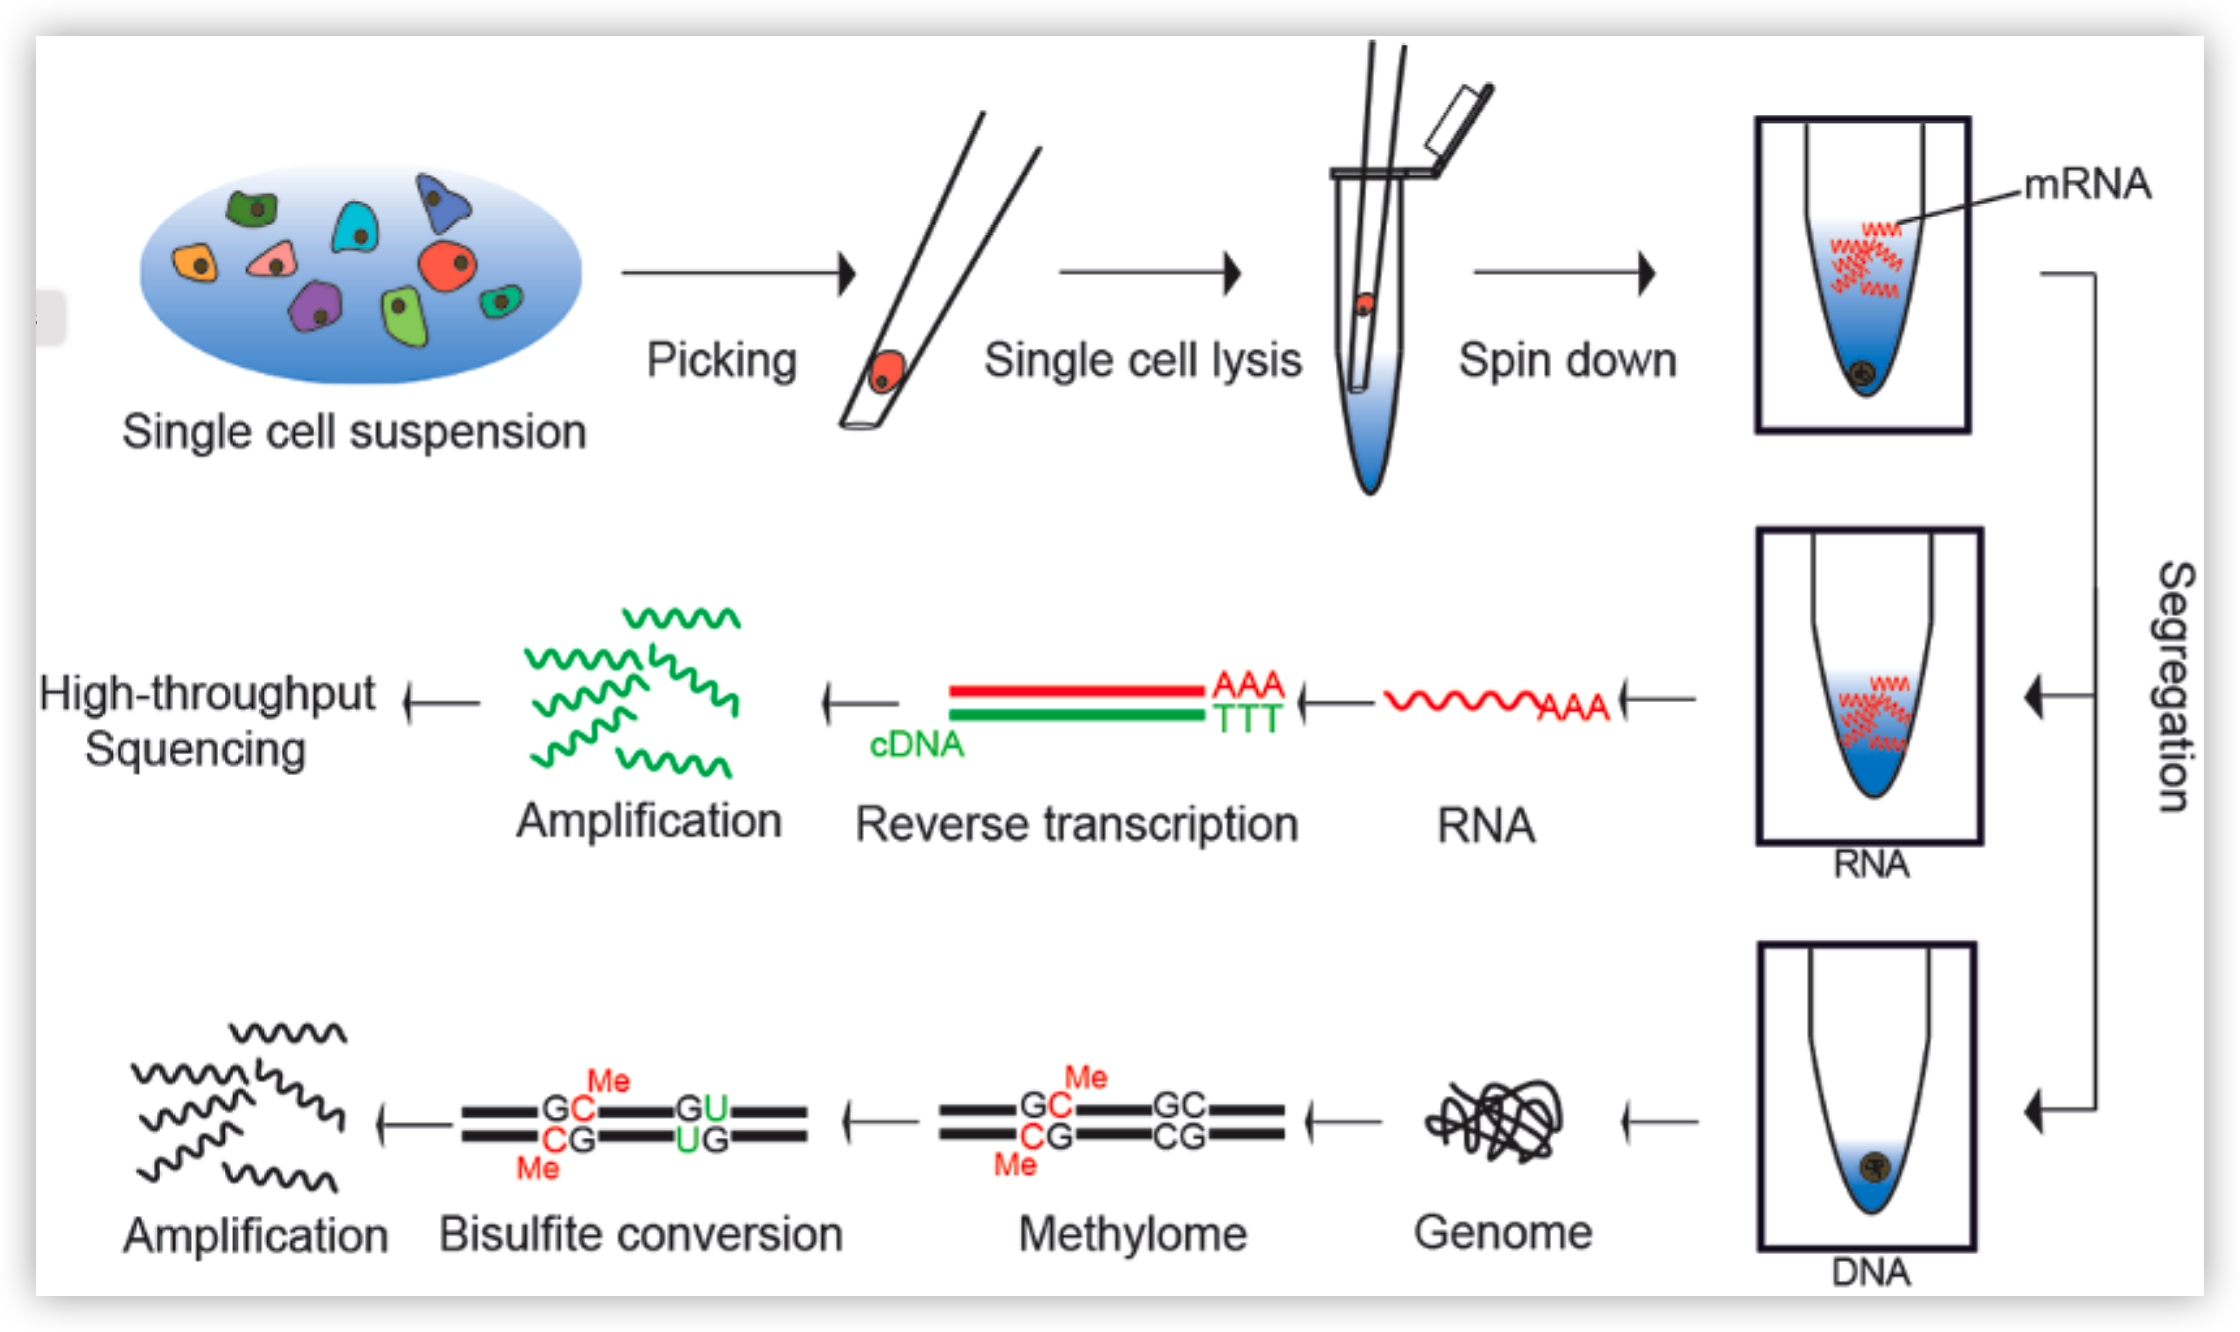 mRNA
Picking
Single cell lysis
Spin down
Single cell suspension
Segregation
High-throughput
Squencing
cDNA
AAA
TTT
AAA
Amplification
Reverse transcription
RNA
RNA
Me
GC
GU
CG
UG
Me
Me
GC
GC
CG
CG
Me
Amplification
Bisulfite conversion
Methylome
Genome
DNA